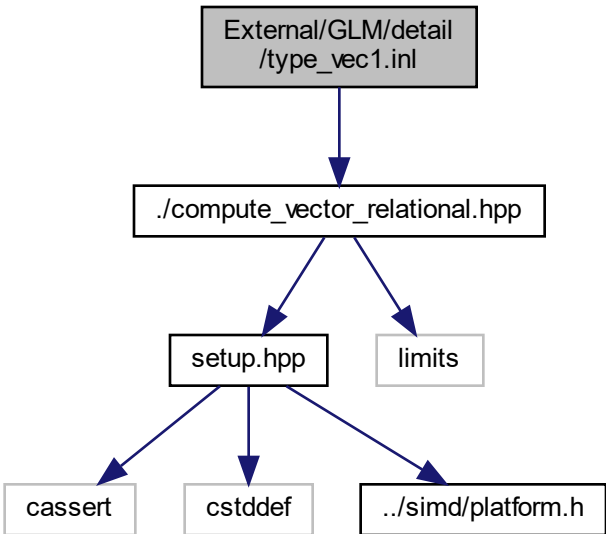 External/GLM/detail
/type_vec1.inl
./compute_vector_relational.hpp
setup.hpp
limits
cassert
cstddef
../simd/platform.h